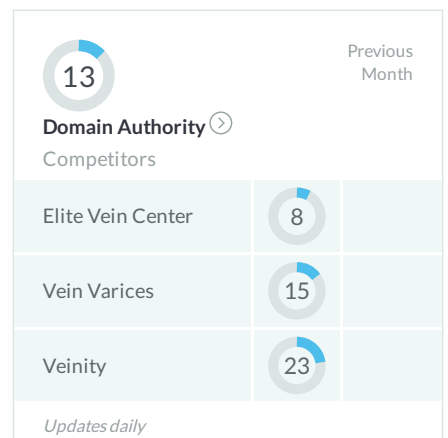 13
Previous
Month
Domain Authority
Competitors
Elite Vein Center 8
Vein Varices 15
Veinity 23
Updates daily